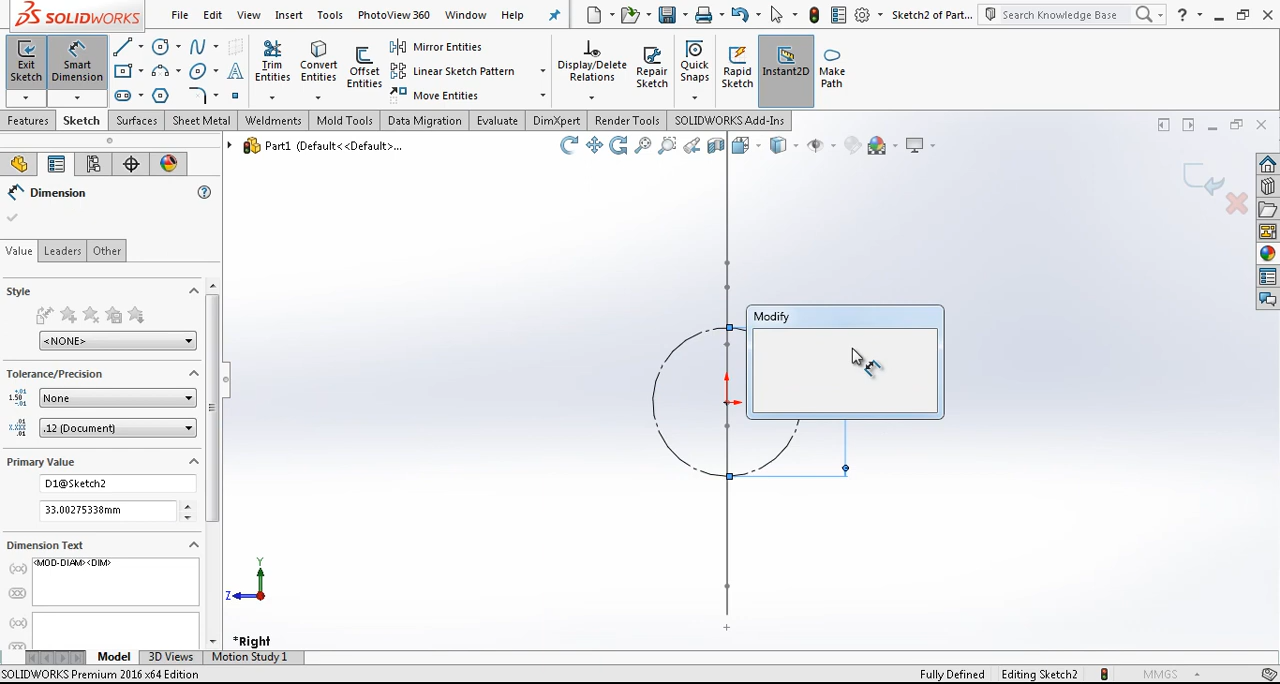 SOLIDWORKS File Edit View Insert Tools PhotoView 360 Window Help Sketch2 of Part... Search Knowledge Base ?
Exit Sketch
Smart Dimension
Trim Entities
Convert Entities
Offset Entities
Mirror Entities
Linear Sketch Pattern
Move Entities
Display/Delete Relations
Repair Sketch
Quick Snaps
Rapid Sketch
Instant2D
Make Path
Features Sketch Surfaces Sheet Metal Weldments Mold Tools Data Migration Evaluate DimXpert Render Tools SOLIDWORKS Add-Ins
Part1 (Default<<Default>...
Dimension
Value Leaders Other
Style
<NONE>
Tolerance/Precision
None
.12 (Document)
Primary Value
D1@Sketch2
33.00275338mm
Dimension Text
<MOD-DIAM><DIM>
Modify
Y
Z
*Right
Model 3D Views Motion Study 1
SOLIDWORKS Premium 2016 x64 Edition Fully Defined Editing Sketch2 MMGS